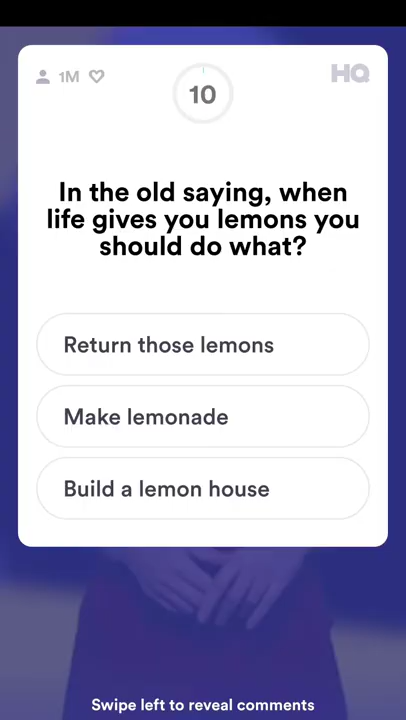 1M
10
HQ
In the old saying, when
life gives you lemons you
should do what?
Return those lemons
Make lemonade
Build a lemon house
Swipe left to reveal comments